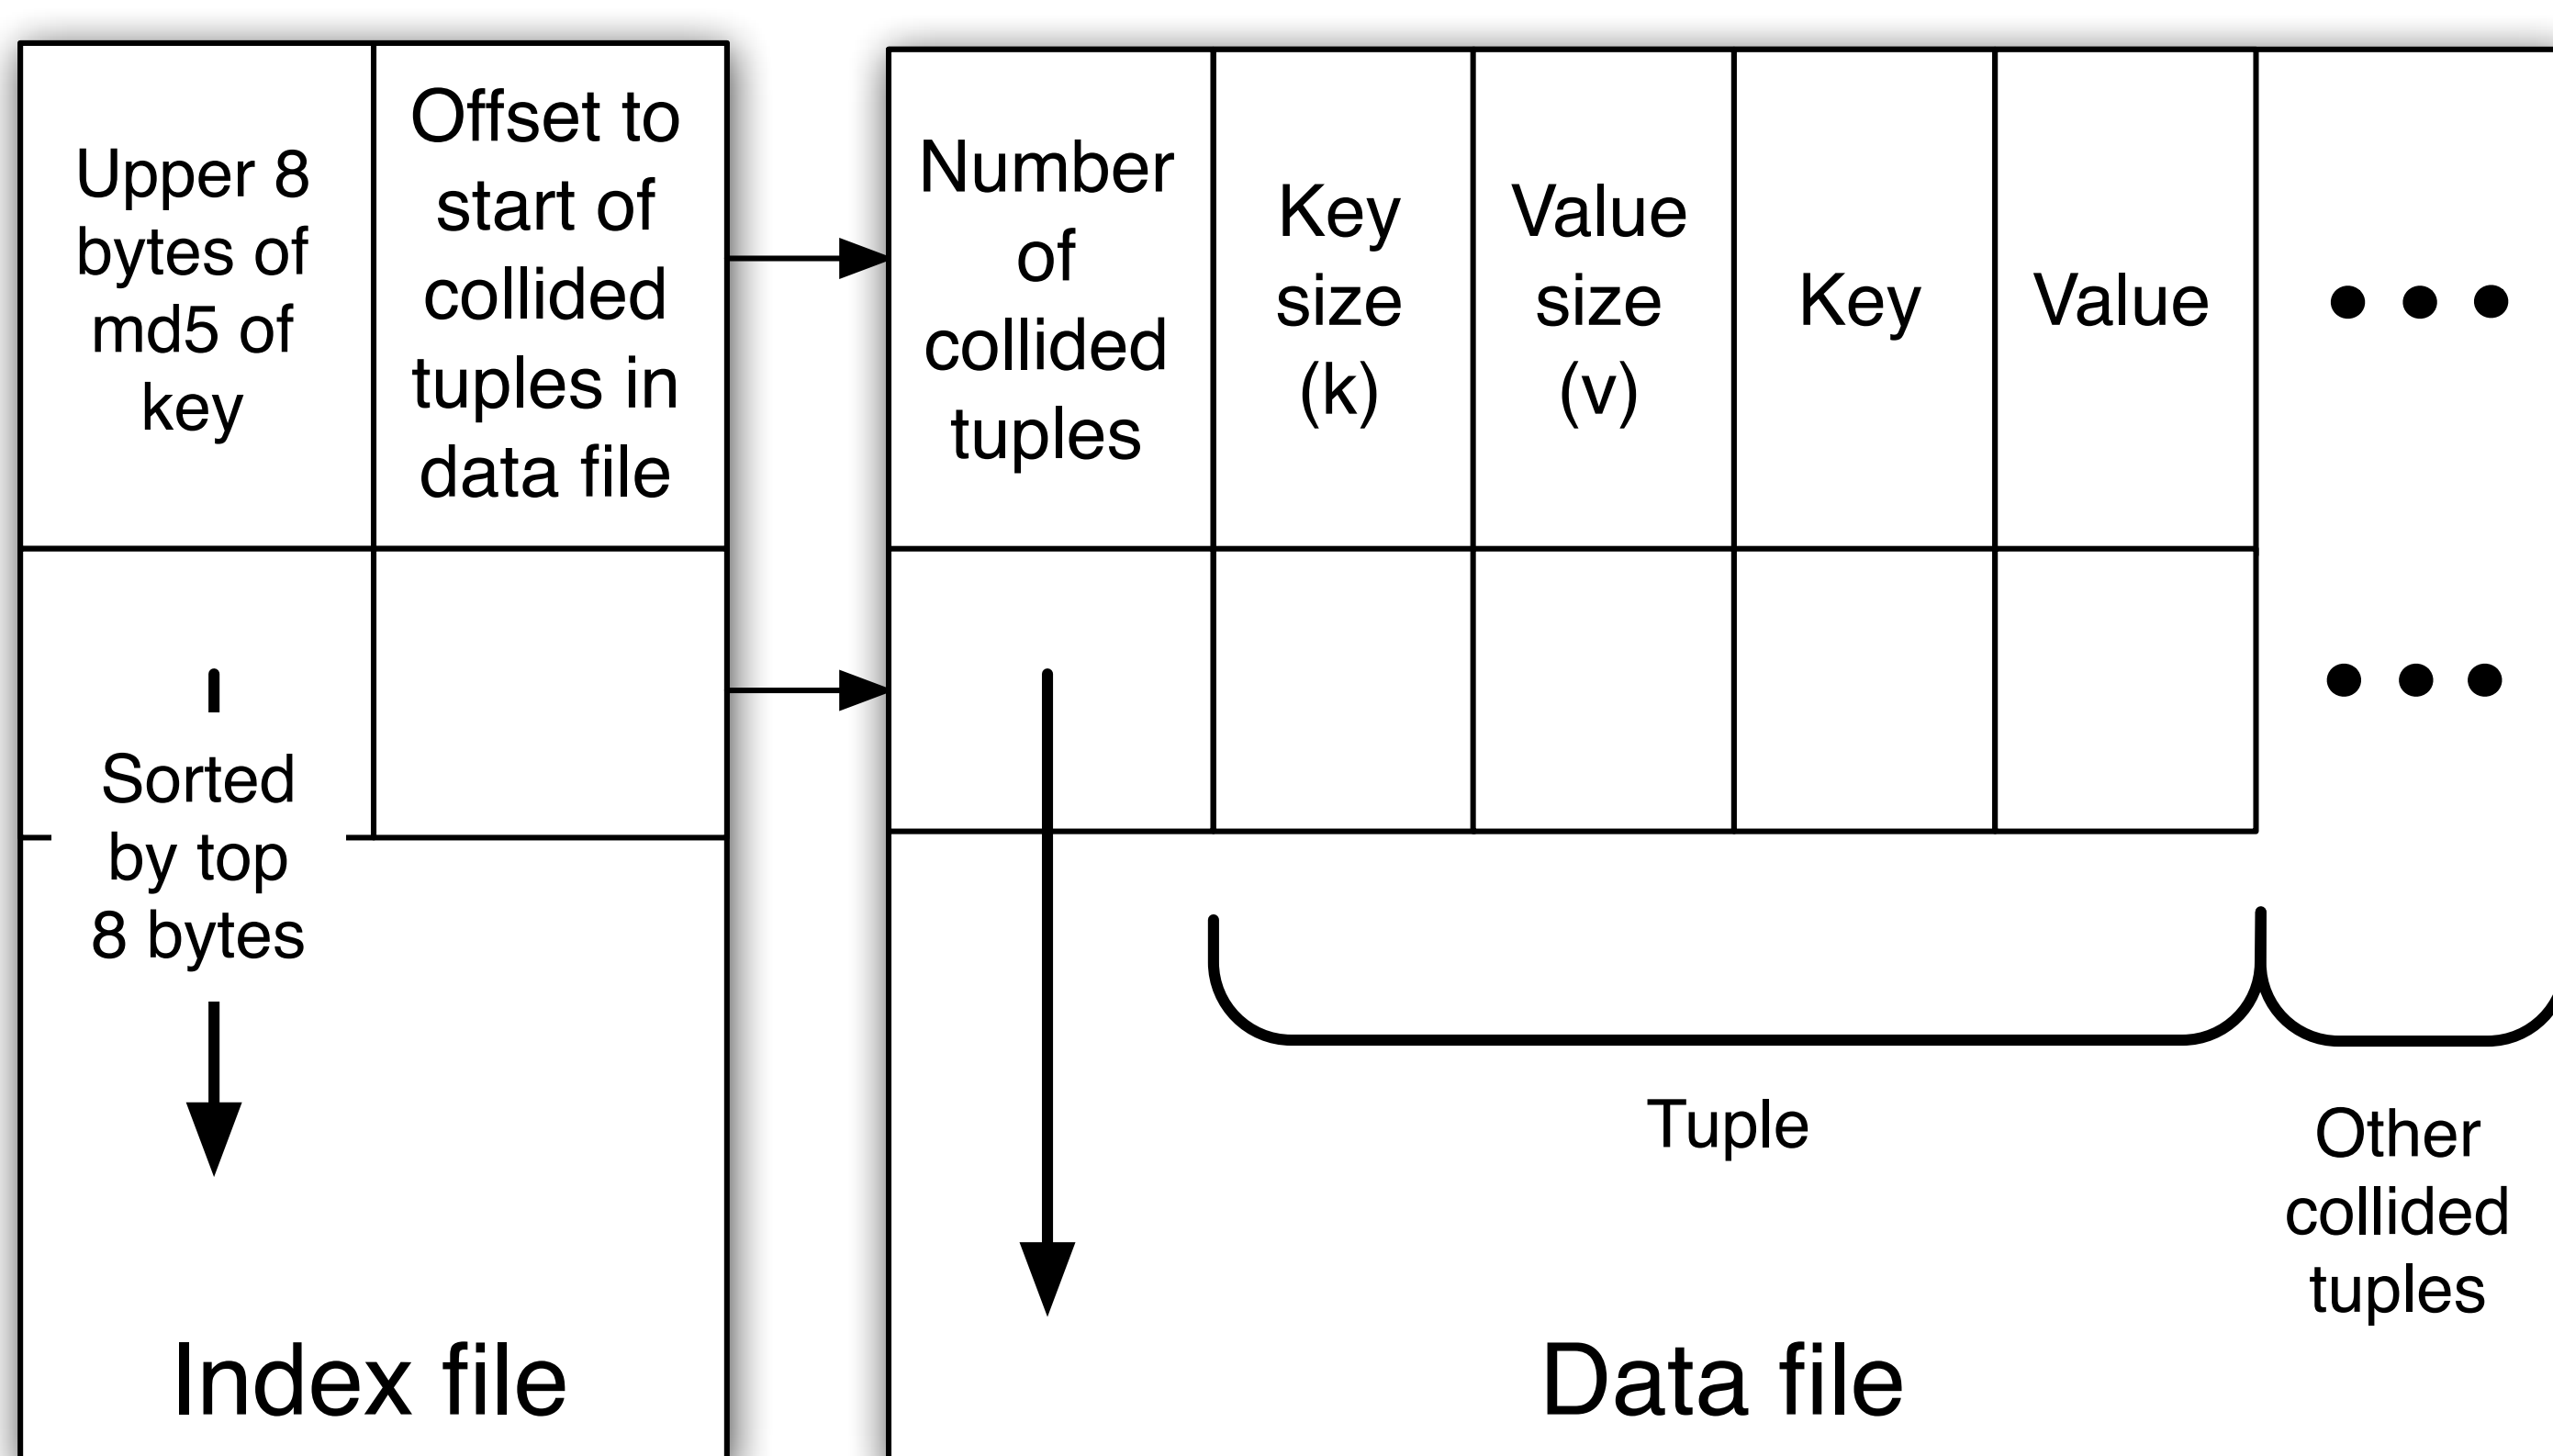 Upper 8
bytes of
md5 of
key
Offset to
start of
collided
tuples in
data file
Number
of
collided
tuples
Key
size
(k)
Value
size
(v)
Key
Value
Sorted
by top
8 bytes
Tuple
Other
collided
tuples
Index file
Data file